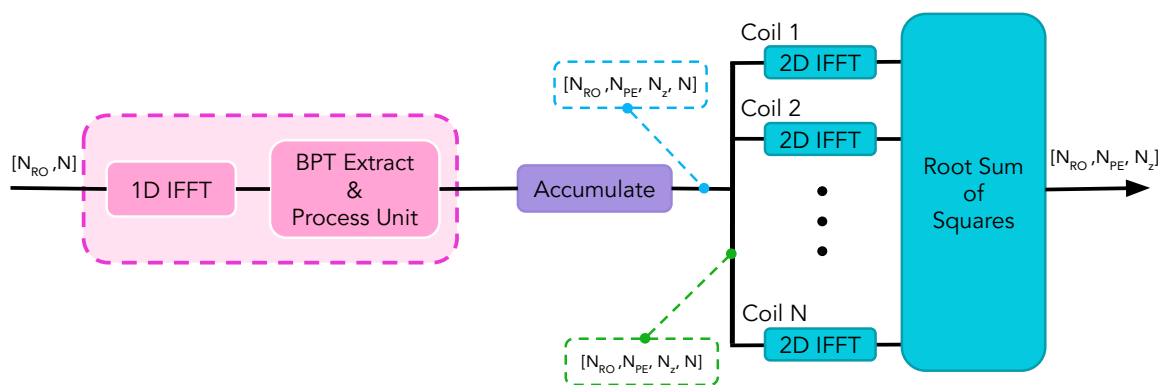 [N_RO ,N]
1D IFFT
BPT Extract
&
Process Unit
Accumulate
[N_RO ,N_PE, N_z, N]
[N_RO ,N_PE, N_z, N]
Coil 1
2D IFFT
Coil 2
2D IFFT
Coil N
2D IFFT
Root Sum
of
Squares
[N_RO ,N_PE, N_z]